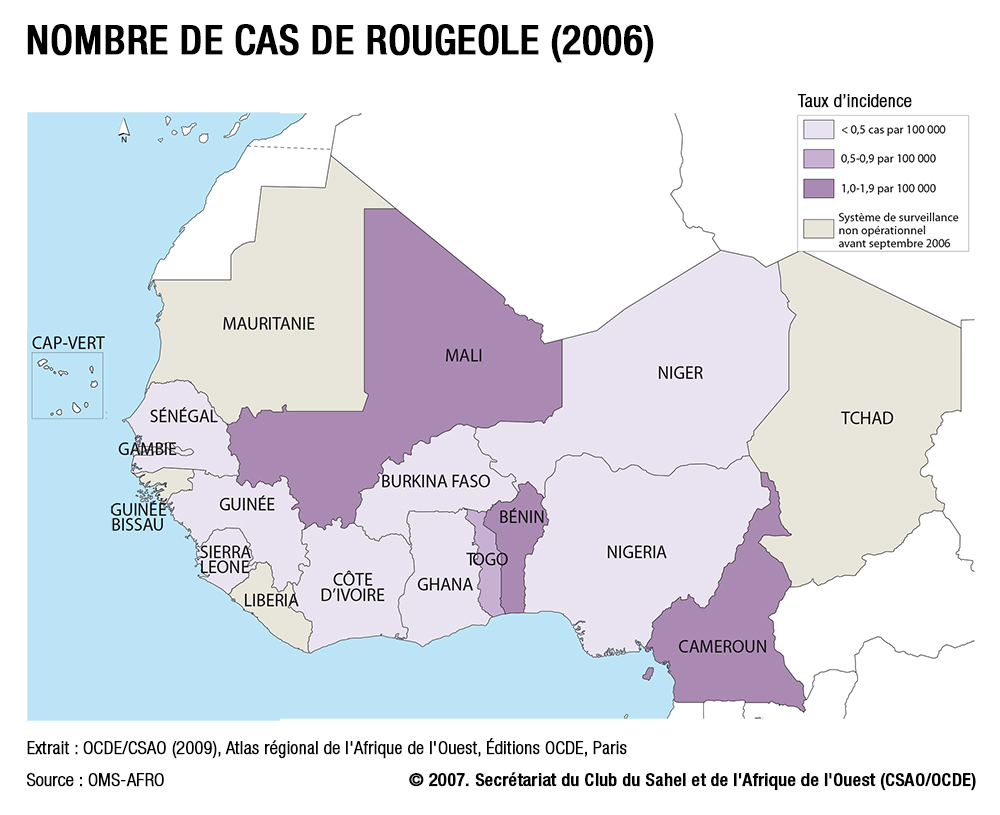 NOMBRE DE CAS DE ROUGEOLE (2006)
Taux d'incidence
< 0,5 cas par 100 000
0,5-0,9 par 100 000
1,0-1,9 par 100 000
Système de surveillance
non opérationnel
avant septembre 2006
N
MAURITANIE
CAP-VERT
MALI
NIGER
TCHAD
SÉNÉGAL
GAMBIE
BURKINA FASO
GUINÉE
GUINÉE
BISSAU
BÉNIN
SIERRA
LEONE
TOGO
NIGERIA
CÔTE
D'IVOIRE
GHANA
LIBERIA
CAMEROUN
Extrait : OCDE/CSAO (2009), Atlas régional de l'Afrique de l'Ouest, Éditions OCDE, Paris
Source : OMS-AFRO
© 2007. Secrétariat du Club du Sahel et de l'Afrique de l'Ouest (CSAO/OCDE)